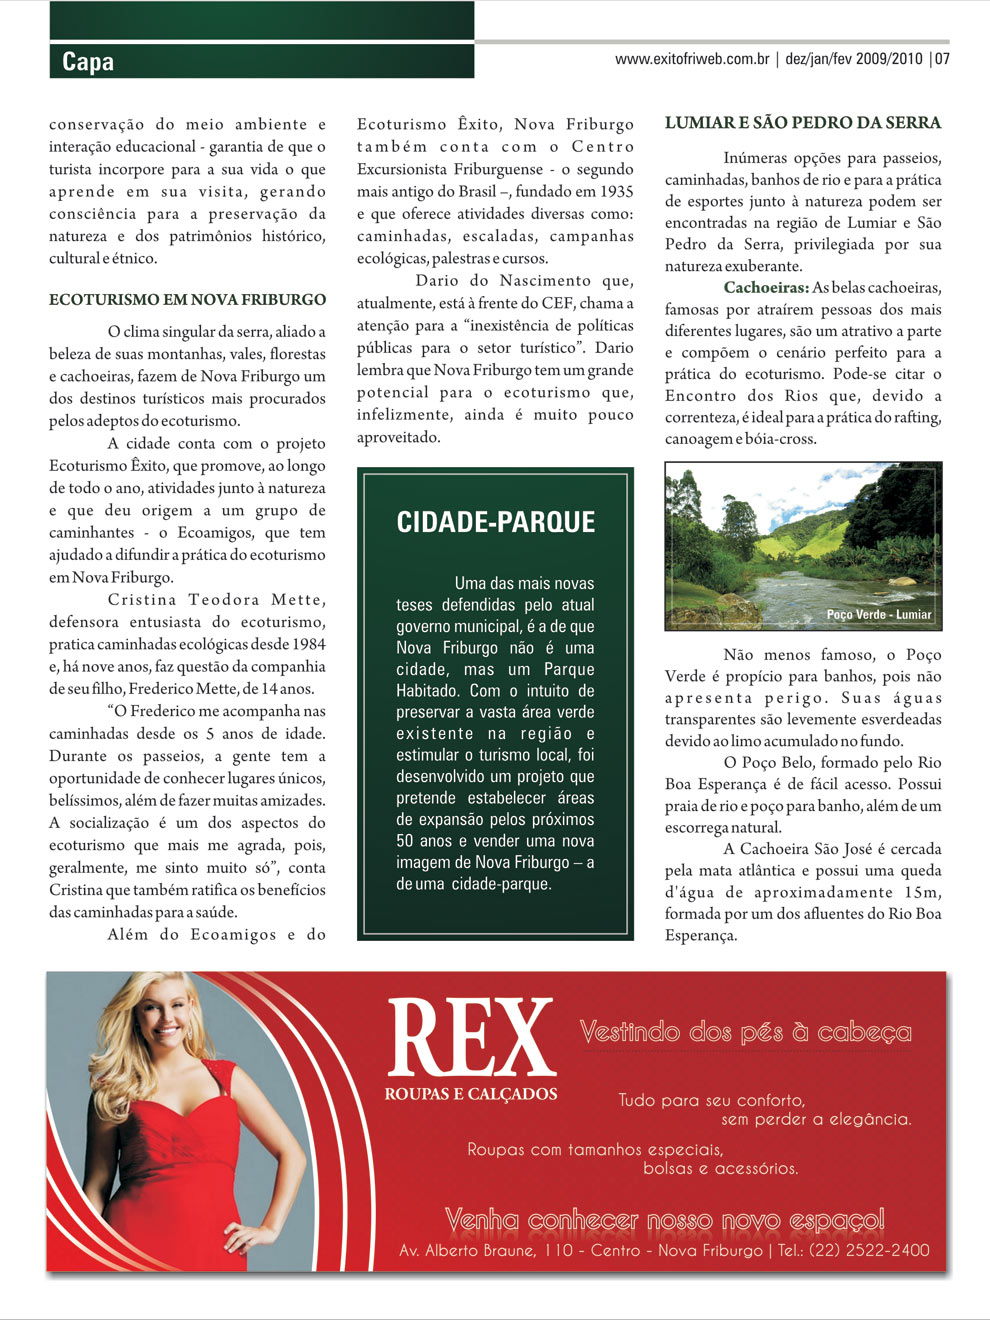 Capa
www.exitofriweb.com.br | dez/jan/fev 2009/2010 |07
conservação do meio ambiente e
interação educacional - garantia de que o
turista incorpore para a sua vida o que
aprende em sua visita, gerando
consciência para a preservação da
natureza e dos patrimônios histórico,
cultural e étnico.
ECOTURISMO EM NOVA FRIBURGO
O clima singular da serra, aliado a
beleza de suas montanhas, vales, florestas
e cachoeiras, fazem de Nova Friburgo um
dos destinos turísticos mais procurados
pelos adeptos do ecoturismo.
A cidade conta com o projeto
Ecoturismo Êxito, que promove, ao longo
de todo o ano, atividades junto à natureza
e que deu origem a um grupo de
caminhantes - o Ecoamigos, que tem
ajudado a difundir a prática do ecoturismo
em Nova Friburgo.
Cristina Teodora Mette,
defensora entusiasta do ecoturismo,
pratica caminhadas ecológicas desde 1984
e, há nove anos, faz questão da companhia
de seu filho, Frederico Mette, de 14 anos.
“O Frederico me acompanha nas
caminhadas desde os 5 anos de idade.
Durante os passeios, a gente tem a
oportunidade de conhecer lugares únicos,
belíssimos, além de fazer muitas amizades.
A socialização é um dos aspectos do
ecoturismo que mais me agrada, pois,
geralmente, me sinto muito só”, conta
Cristina que também ratifica os benefícios
das caminhadas para a saúde.
Além do Ecoamigos e do
Ecoturismo Êxito, Nova Friburgo
também conta com o Centro
Excursionista Friburguense - o segundo
mais antigo do Brasil –, fundado em 1935
e que oferece atividades diversas como:
caminhadas, escaladas, campanhas
ecológicas, palestras e cursos.
Dario do Nascimento que,
atualmente, está à frente do CEF, chama a
atenção para a “inexistência de políticas
públicas para o setor turístico”. Dario
lembra que Nova Friburgo tem um grande
potencial para o ecoturismo que,
infelizmente, ainda é muito pouco
aproveitado.
CIDADE-PARQUE
Uma das mais novas
teses defendidas pelo atual
governo municipal, é a de que
Nova Friburgo não é uma
cidade, mas um Parque
Habitado. Com o intuito de
preservar a vasta área verde
existente na região e
estimular o turismo local, foi
desenvolvido um projeto que
pretende estabelecer áreas
de expansão pelos próximos
50 anos e vender uma nova
imagem de Nova Friburgo – a
de uma cidade-parque.
LUMIAR E SÃO PEDRO DA SERRA
Inúmeras opções para passeios,
caminhadas, banhos de rio e para a prática
de esportes junto à natureza podem ser
encontradas na região de Lumiar e São
Pedro da Serra, privilegiada por sua
natureza exuberante.
Cachoeiras: As belas cachoeiras,
famosas por atraírem pessoas dos mais
diferentes lugares, são um atrativo a parte
e compõem o cenário perfeito para a
prática do ecoturismo. Pode-se citar o
Encontro dos Rios que, devido a
correnteza, é ideal para a prática do rafting,
canoagem e bóia-cross.
Poço Verde - Lumiar
Não menos famoso, o Poço
Verde é propício para banhos, pois não
apresenta perigo. Suas águas
transparentes são levemente esverdeadas
devido ao limo acumulado no fundo.
O Poço Belo, formado pelo Rio
Boa Esperança é de fácil acesso. Possui
praia de rio e poço para banho, além de um
escorrega natural.
A Cachoeira São José é cercada
pela mata atlântica e possui uma queda
d'água de aproximadamente 15m,
formada por um dos afluentes do Rio Boa
Esperança.
REX
ROUPAS E CALÇADOS
Vestindo dos pés à cabeça
Tudo para seu conforto,
sem perder a elegância.
Roupas com tamanhos especiais,
bolsas e acessórios.
Venha conhecer nosso novo espaço!
Av. Alberto Braune, 110 - Centro - Nova Friburgo | Tel.: (22) 2522-2400